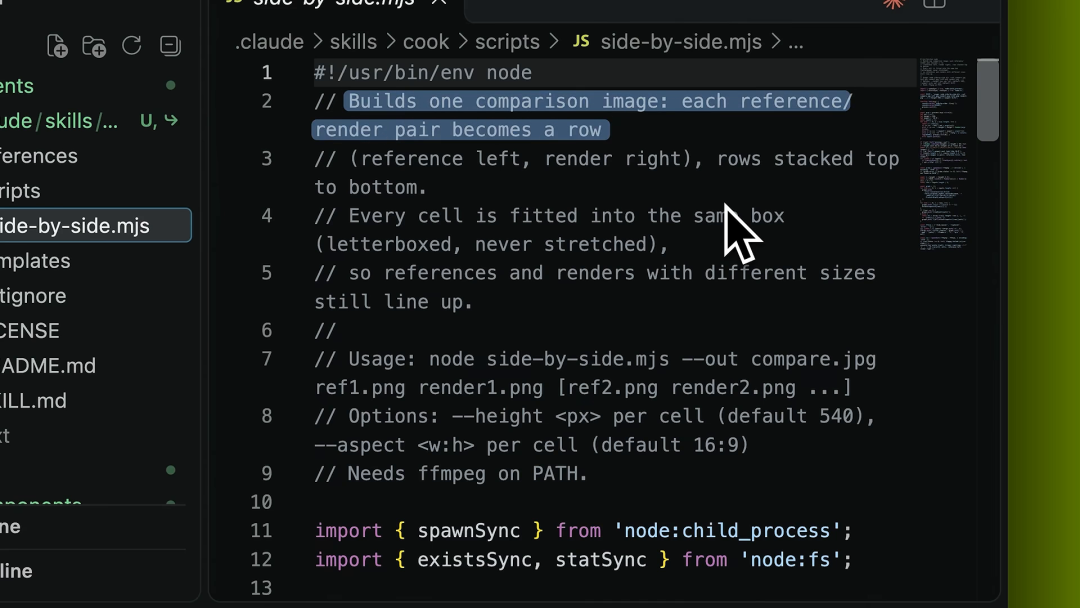 side-by-side.mjs
.claude > skills > cook > scripts > JS side-by-side.mjs > ...
ents
ude/skills/... U,
ferences
ripts
ide-by-side.mjs
mplates
tignore
CENSE
ADME.md
ILL.md
xt
ne
line
1 #!/usr/bin/env node
2 // Builds one comparison image: each reference/
render pair becomes a row
3 // (reference left, render right), rows stacked top
to bottom.
4 // Every cell is fitted into the same box
(letterboxed, never stretched),
5 // so references and renders with different sizes
still line up.
6 //
7 // Usage: node side-by-side.mjs --out compare.jpg
ref1.png render1.png [ref2.png render2.png ...]
8 // Options: --height <px> per cell (default 540),
--aspect <w:h> per cell (default 16:9)
9 // Needs ffmpeg on PATH.
10
11 import { spawnSync } from 'node:child_process';
12 import { existsSync, statSync } from 'node:fs';
13